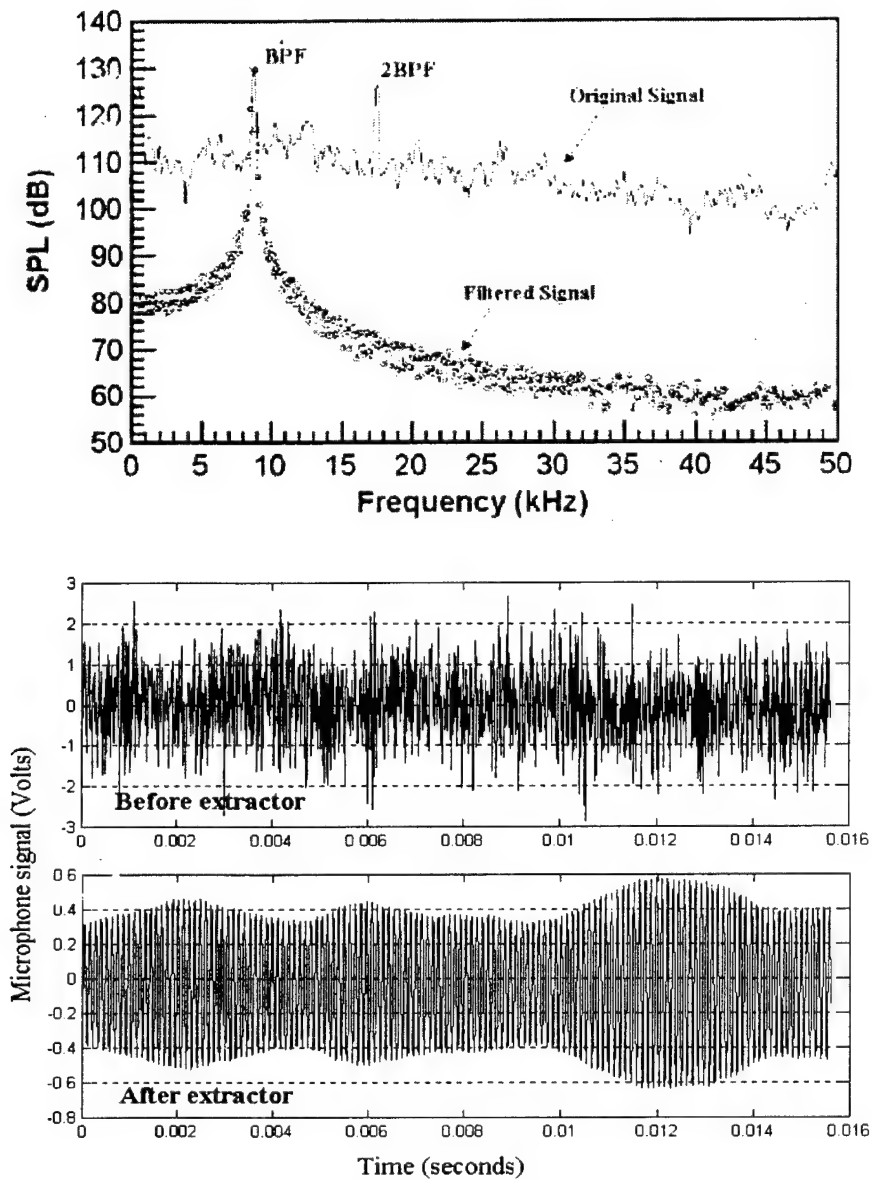 140
130
120
110
100
90
80
70
60
50
SPL (dB)
BPF
2BPF
Original Signal
Filtered Signal
0 5 10 15 20 25 30 35 40 45 50
Frequency (kHz)
Microphone signal (Volts)
3
2
1
0
-1
-2
-3
Before extractor
0 0.002 0.004 0.006 0.008 0.01 0.012 0.014 0.016
0.6
0.4
0.2
0
-0.2
-0.4
-0.6
-0.8
After extractor
0 0.002 0.004 0.006 0.008 0.01 0.012 0.014 0.016
Time (seconds)